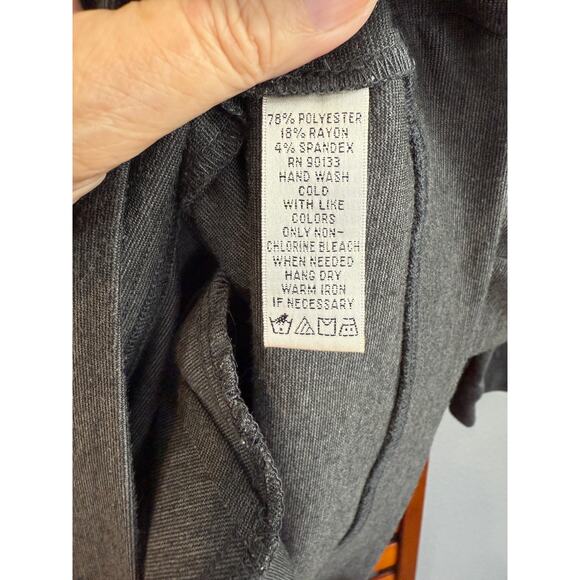 78% POLYESTER
18% RAYON
4% SPANDEX
RN 90133
HAND WASH
COLD
WITH LIKE
COLORS
ONLY NON-
CHLORINE BLEACH
WHEN NEEDED
HANG DRY
WARM IRON
IF NECESSARY